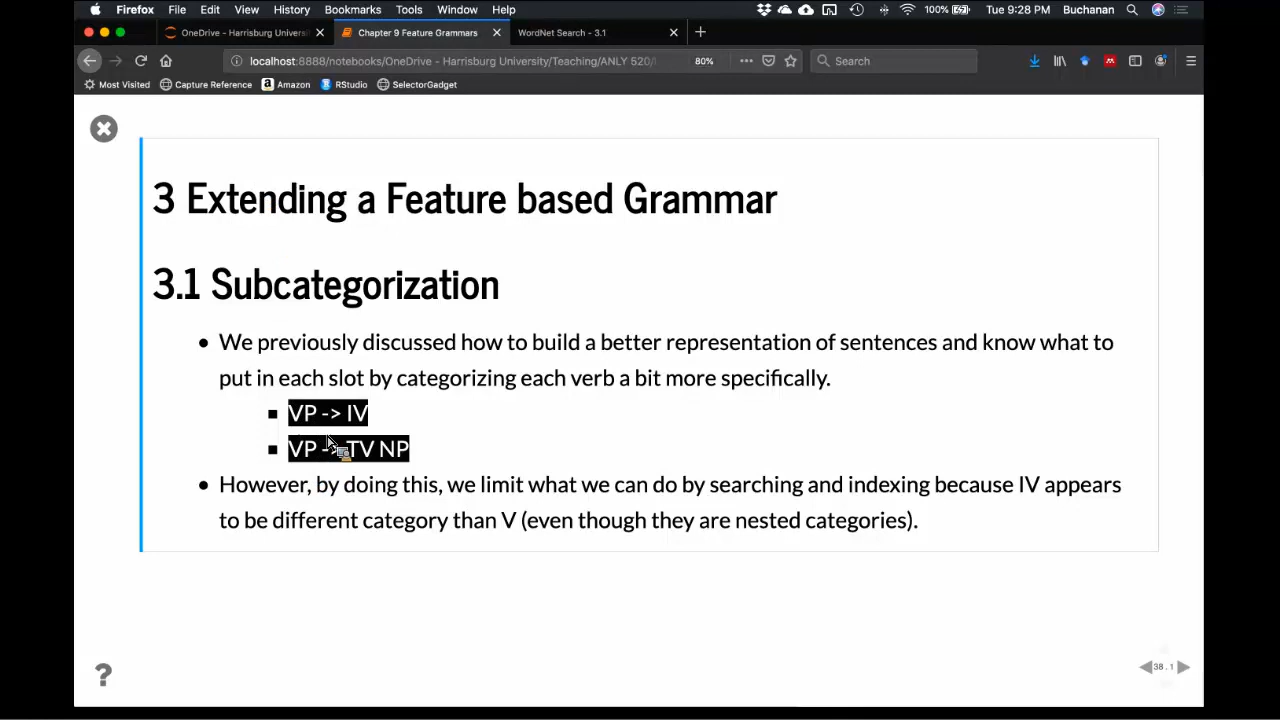 Firefox File Edit View History Bookmarks Tools Window Help 100% Tue 9:28 PM Buchanan
OneDrive - Harrisburg Universi Chapter 9 Feature Grammars WordNet Search - 3.1
localhost:8888/notebooks/OneDrive - Harrisburg University/Teaching/ANLY 520/ 80% Search
Most Visited Capture Reference Amazon RStudio SelectorGadget
3 Extending a Feature based Grammar
3.1 Subcategorization
We previously discussed how to build a better representation of sentences and know what to
put in each slot by categorizing each verb a bit more specifically.
VP -> IV
VP -> TV NP
However, by doing this, we limit what we can do by searching and indexing because IV appears
to be different category than V (even though they are nested categories).
?
38 . 1